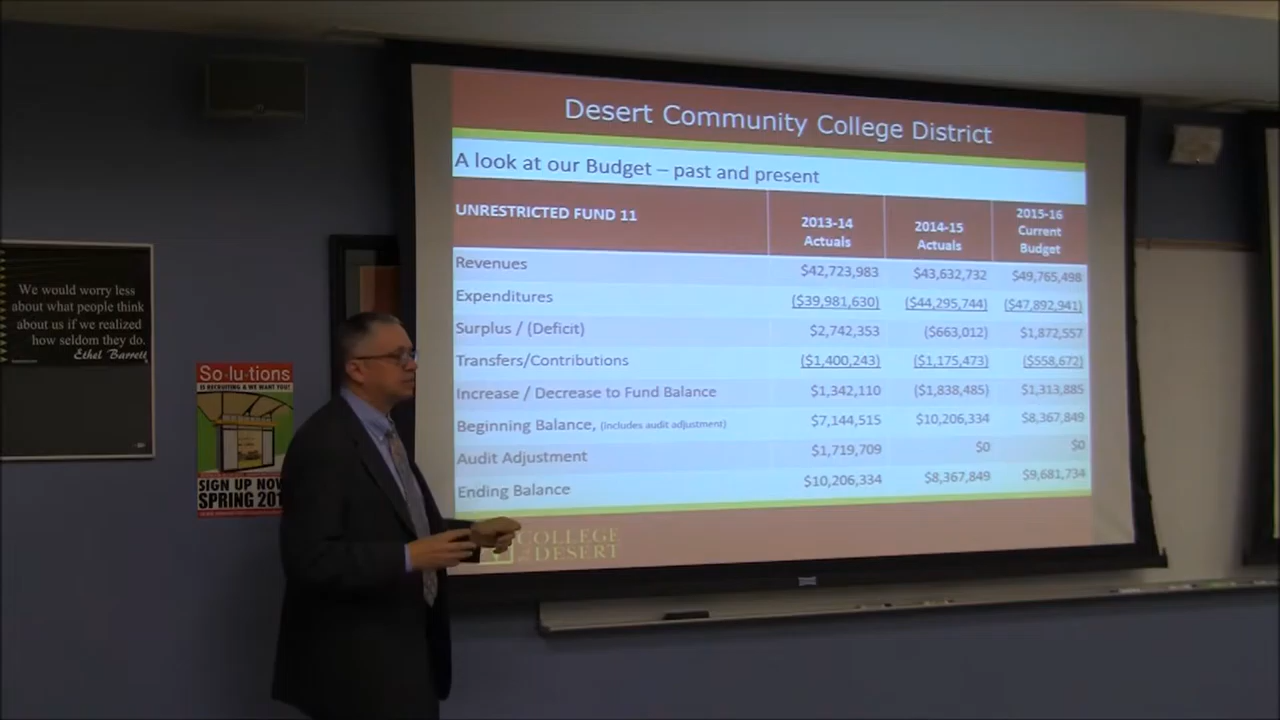 Desert Community College District
A look at our Budget – past and present
UNRESTRICTED FUND 11
2013-14
Actuals
2014-15
Actuals
2015-16
Current
Budget
Revenues $42,723,983 $43,632,732 $49,765,498
Expenditures ($39,981,630) ($44,295,744) ($47,892,941)
Surplus / (Deficit) $2,742,353 ($663,012) $1,872,557
Transfers/Contributions ($1,400,243) ($1,175,473) ($558,672)
Increase / Decrease to Fund Balance $1,342,110 ($1,838,485) $1,313,885
Beginning Balance, (includes audit adjustment) $7,144,515 $10,206,334 $8,367,849
Audit Adjustment $1,719,709 $0 $0
Ending Balance $10,206,334 $8,367,849 $9,681,734
COLLEGE
DESERT
We would worry less
about what people think
about us if we realized
how seldom they do.
Ethel Barrett
So·lu·tions
IS RECRUITING & WE WANT YOU!
SIGN UP NOW
SPRING 201